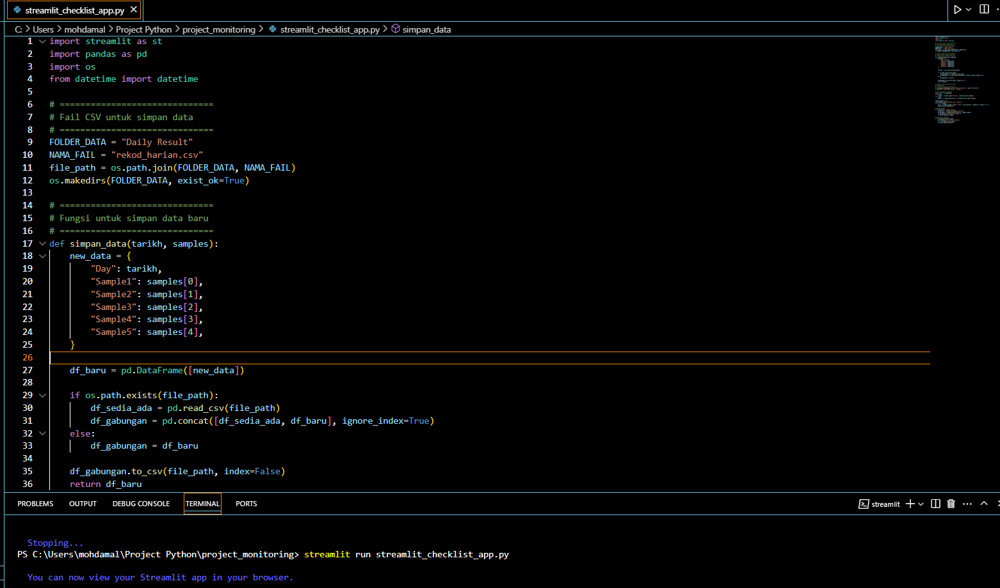 streamlit_checklist_app.py
C: > Users > mohdamal > Project Python > project_monitoring > streamlit_checklist_app.py > simpan_data
1 import streamlit as st
2 import pandas as pd
3 import os
4 from datetime import datetime
5
6 # ==============================
7 # Fail CSV untuk simpan data
8 # ==============================
9 FOLDER_DATA = "Daily Result"
10 NAMA_FAIL = "rekod_harian.csv"
11 file_path = os.path.join(FOLDER_DATA, NAMA_FAIL)
12 os.makedirs(FOLDER_DATA, exist_ok=True)
13
14 # ==============================
15 # Fungsi untuk simpan data baru
16 # ==============================
17 def simpan_data(tarikh, samples):
18     new_data = {
19         "Day": tarikh,
20         "Sample1": samples[0],
21         "Sample2": samples[1],
22         "Sample3": samples[2],
23         "Sample4": samples[3],
24         "Sample5": samples[4],
25     }
26
27     df_baru = pd.DataFrame([new_data])
28
29     if os.path.exists(file_path):
30         df_sedia_ada = pd.read_csv(file_path)
31         df_gabungan = pd.concat([df_sedia_ada, df_baru], ignore_index=True)
32     else:
33         df_gabungan = df_baru
34
35     df_gabungan.to_csv(file_path, index=False)
36     return df_baru
PROBLEMS OUTPUT DEBUG CONSOLE TERMINAL PORTS streamlit
Stopping...
PS C:\Users\mohdamal\Project Python\project_monitoring> streamlit run streamlit_checklist_app.py
You can now view your Streamlit app in your browser.